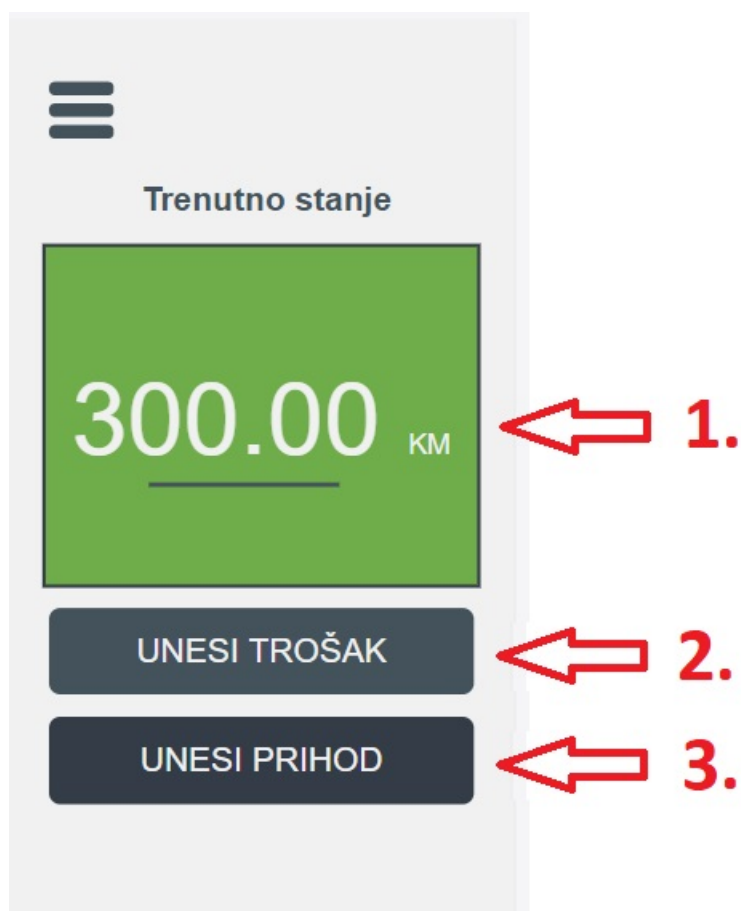 Trenutno stanje
300.00 KM
1.
UNESI TROŠAK
2.
UNESI PRIHOD
3.